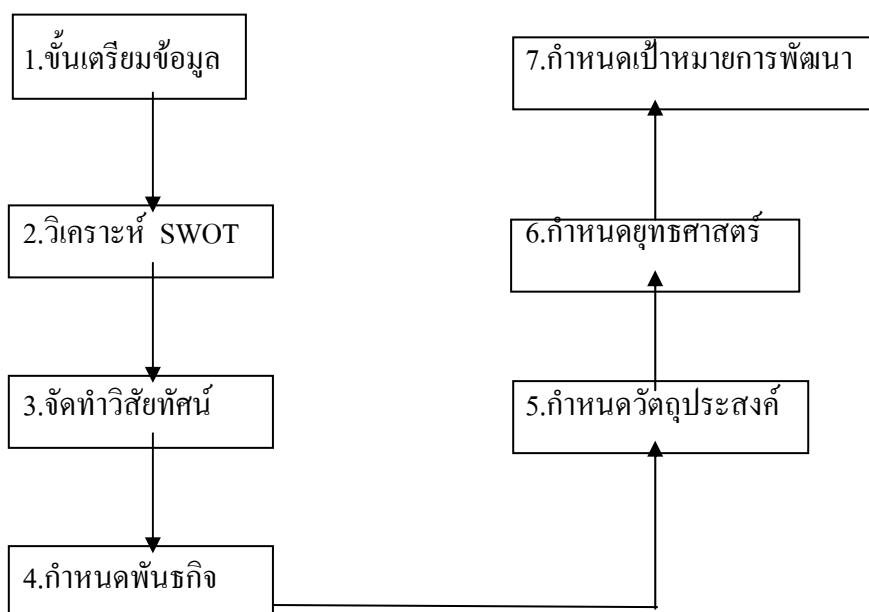 1.ขั้นเตรียมข้อมูล
2.วิเคราะห์ SWOT
3.จัดทำวิสัยทัศน์
4.กำหนดพันธกิจ
5.กำหนดวัตถุประสงค์
6.กำหนดยุทธศาสตร์
7.กำหนดเป้าหมายการพัฒนา